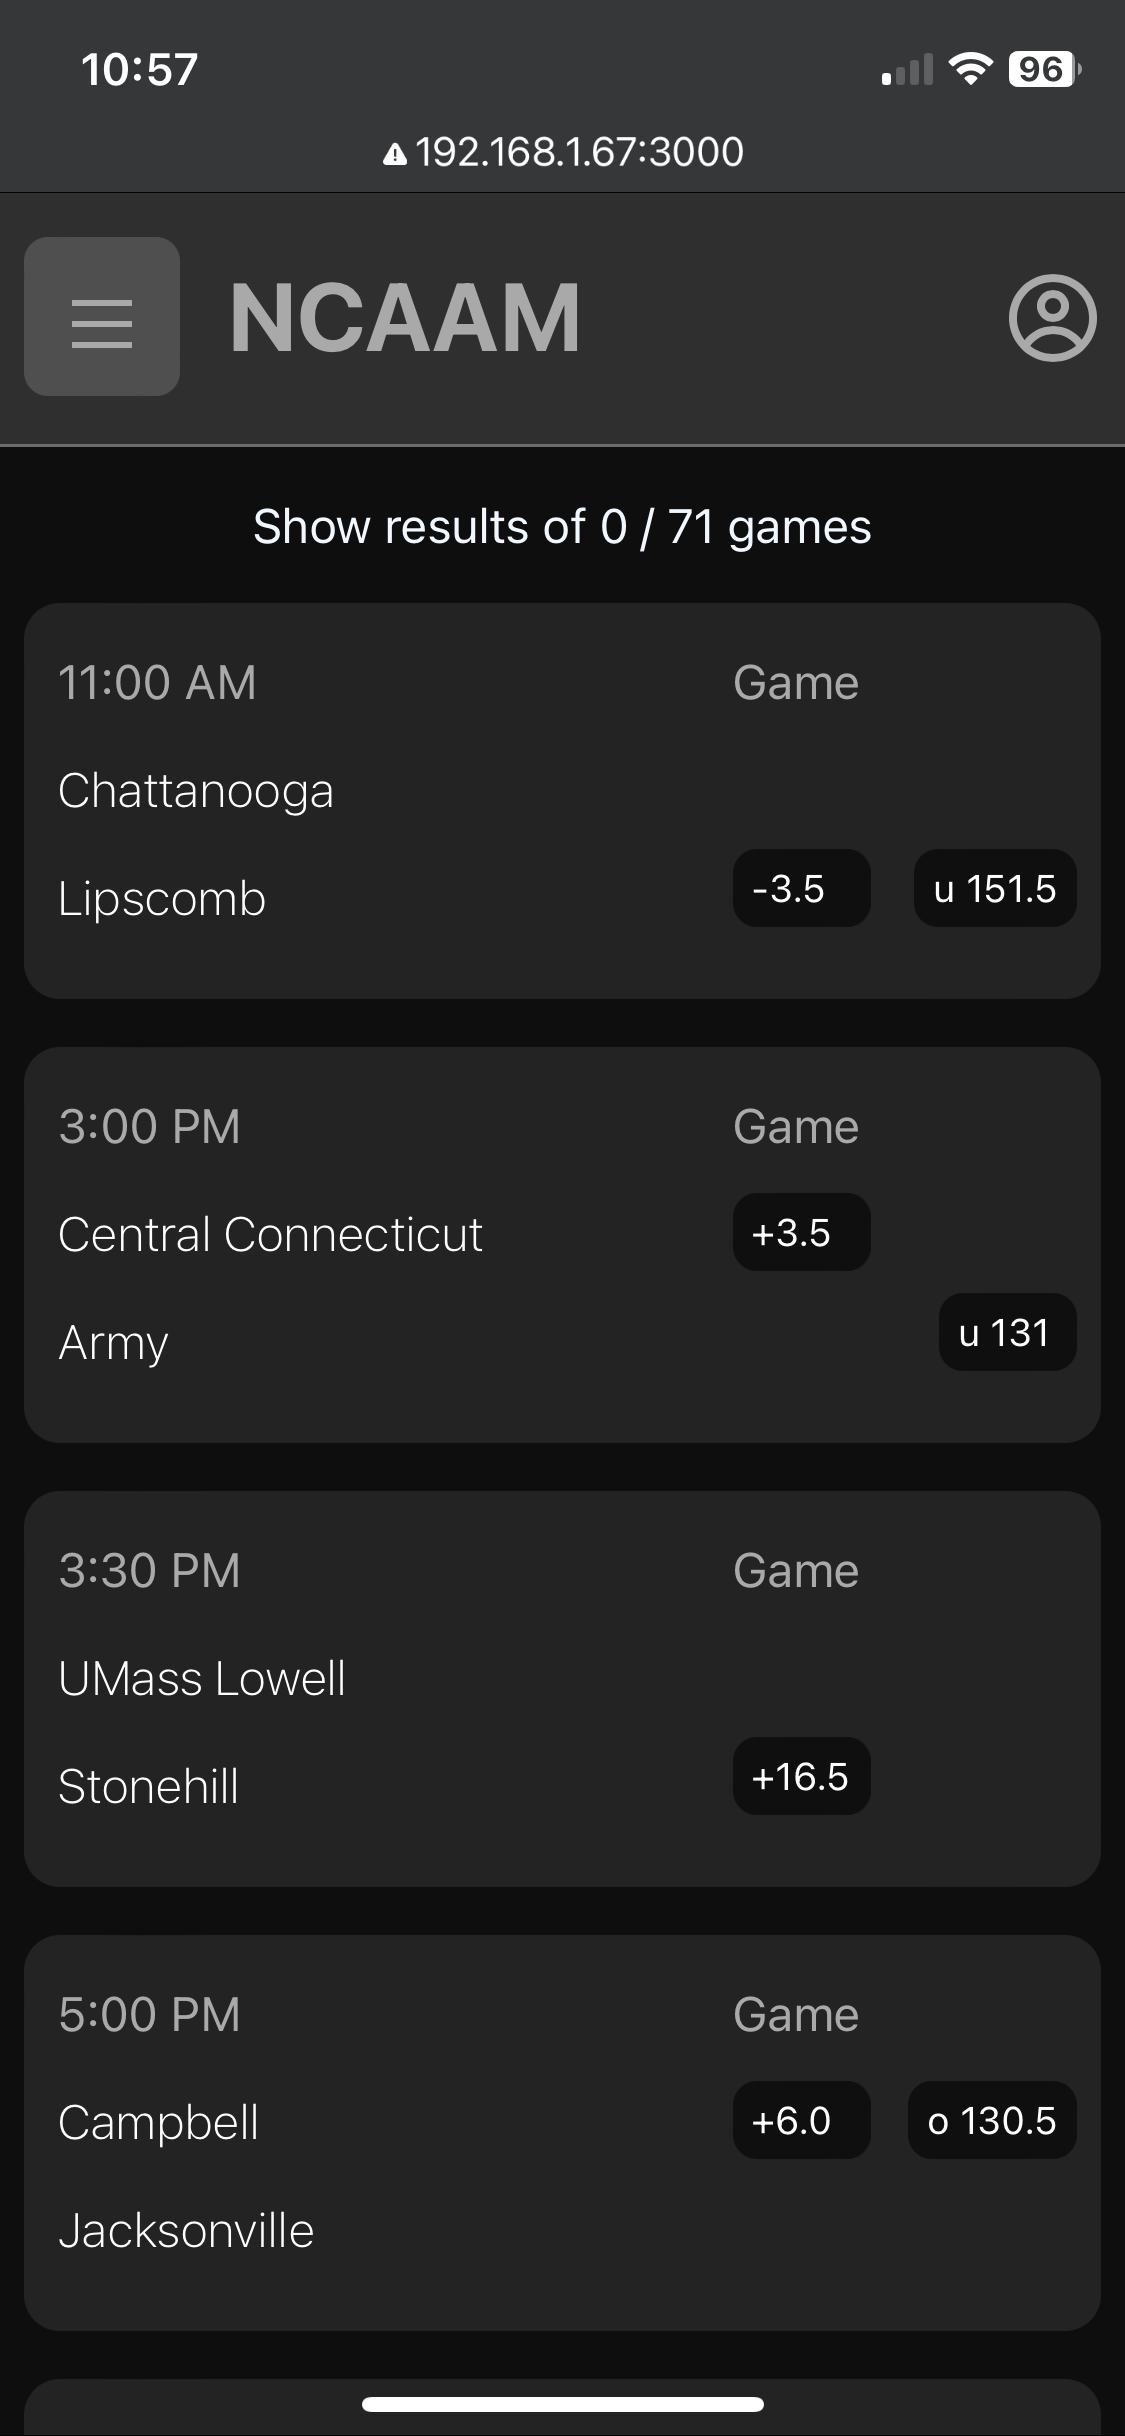 10:57
96
192.168.1.67:3000
NCAAM
Show results of 0 / 71 games
11:00 AM Game
Chattanooga
Lipscomb -3.5 u 151.5
3:00 PM Game
Central Connecticut +3.5
Army u 131
3:30 PM Game
UMass Lowell
Stonehill +16.5
5:00 PM Game
Campbell +6.0 o 130.5
Jacksonville